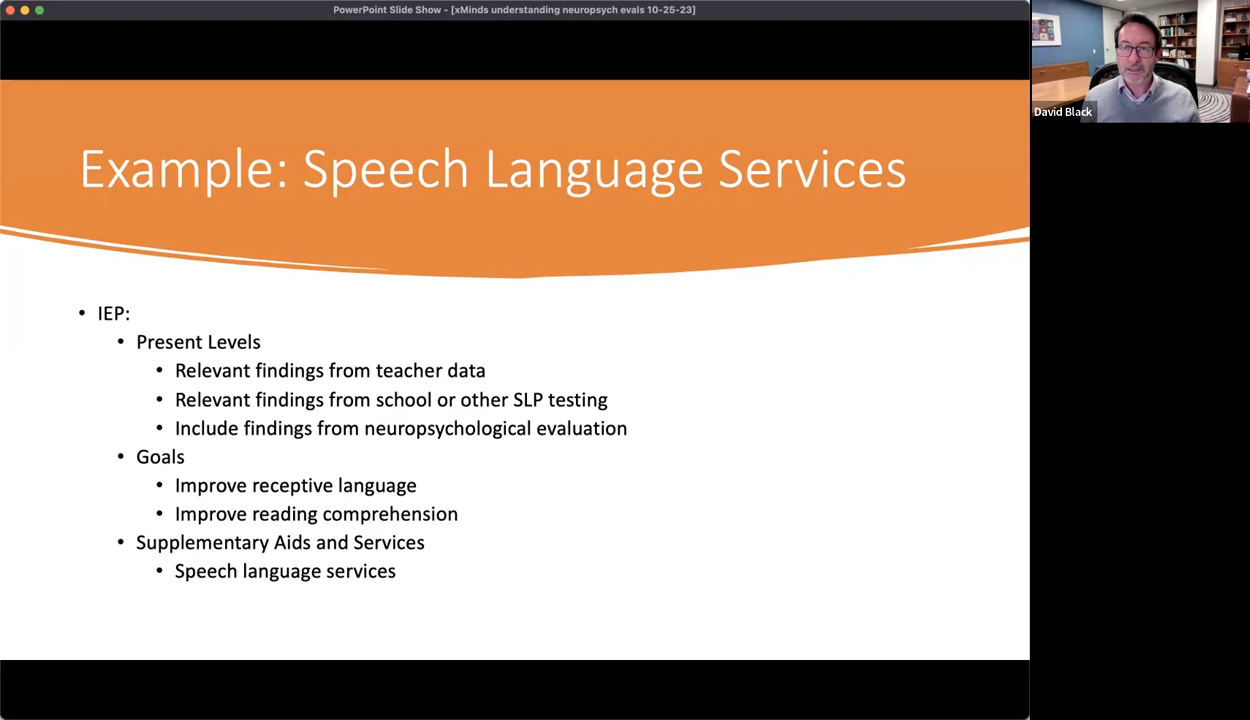 PowerPoint Slide Show - [xMinds understanding neuropsych evals 10-25-23]
David Black
Example: Speech Language Services
• IEP:
• Present Levels
• Relevant findings from teacher data
• Relevant findings from school or other SLP testing
• Include findings from neuropsychological evaluation
• Goals
• Improve receptive language
• Improve reading comprehension
• Supplementary Aids and Services
• Speech language services